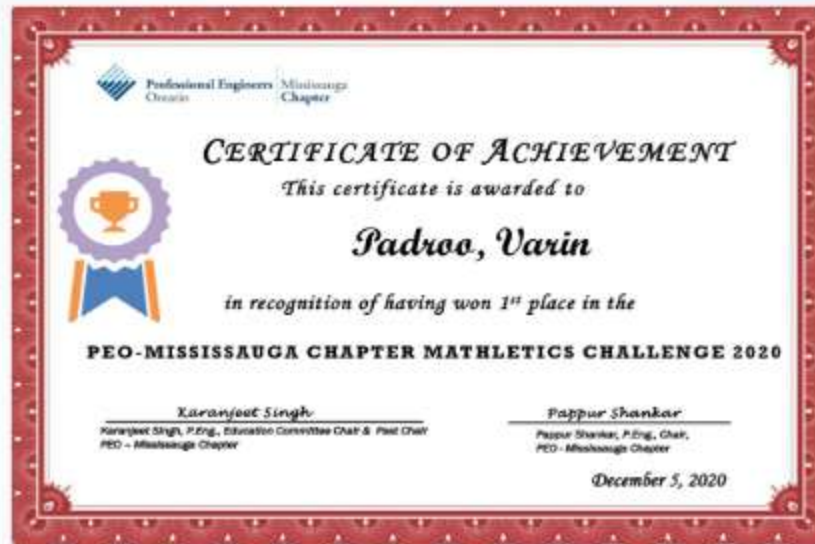 Professional Engineers Mississauga
Ontario Chapter
CERTIFICATE OF ACHIEVEMENT
This certificate is awarded to
Padroo, Varin
in recognition of having won 1st place in the
PEO-MISSISSAUGA CHAPTER MATHLETICS CHALLENGE 2020
Karanjeet Singh
Karanjeet Singh, P.Eng., Education Committee Chair & Past Chair
PEO - Mississauga Chapter
Pappur Shankar
Pappur Shankar, P.Eng., Chair,
PEO - Mississauga Chapter
December 5, 2020